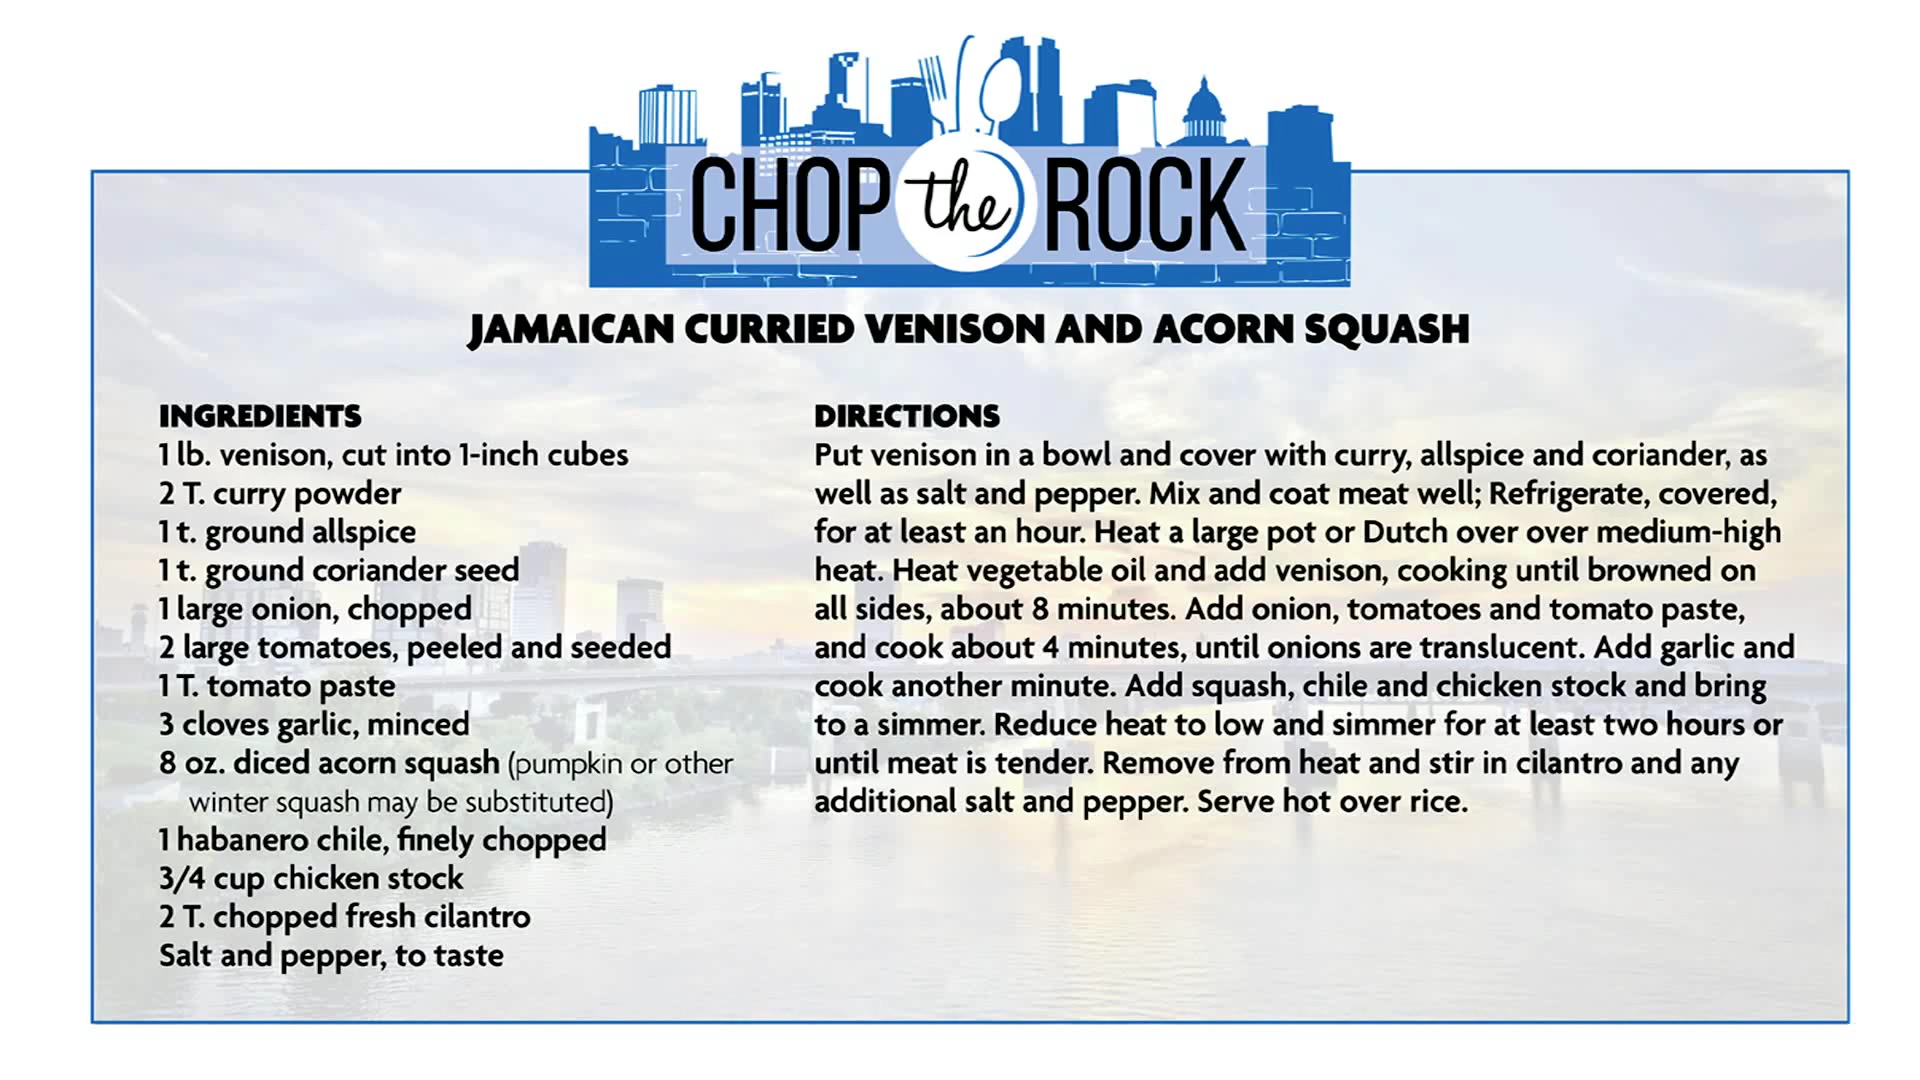 CHOP the ROCK
JAMAICAN CURRIED VENISON AND ACORN SQUASH
INGREDIENTS
1 lb. venison, cut into 1-inch cubes
2 T. curry powder
1 t. ground allspice
1 t. ground coriander seed
1 large onion, chopped
2 large tomatoes, peeled and seeded
1 T. tomato paste
3 cloves garlic, minced
8 oz. diced acorn squash (pumpkin or other
winter squash may be substituted)
1 habanero chile, finely chopped
3/4 cup chicken stock
2 T. chopped fresh cilantro
Salt and pepper, to taste
DIRECTIONS
Put venison in a bowl and cover with curry, allspice and coriander, as
well as salt and pepper. Mix and coat meat well; Refrigerate, covered,
for at least an hour. Heat a large pot or Dutch over over medium-high
heat. Heat vegetable oil and add venison, cooking until browned on
all sides, about 8 minutes. Add onion, tomatoes and tomato paste,
and cook about 4 minutes, until onions are translucent. Add garlic and
cook another minute. Add squash, chile and chicken stock and bring
to a simmer. Reduce heat to low and simmer for at least two hours or
until meat is tender. Remove from heat and stir in cilantro and any
additional salt and pepper. Serve hot over rice.